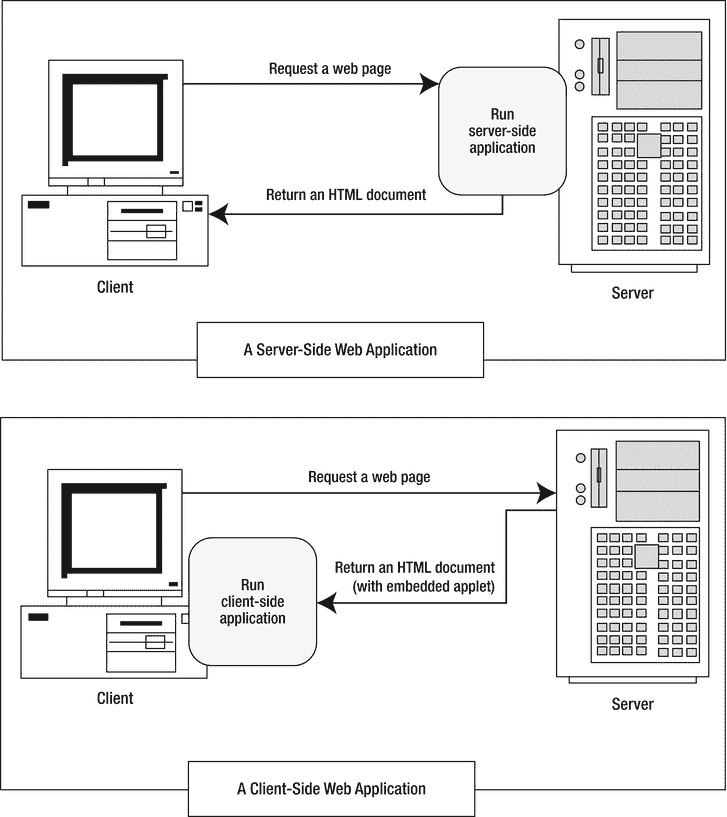 Request a web page
Run
server-side
application
Return an HTML document
Client
Server
A Server-Side Web Application
Request a web page
Return an HTML document
(with embedded applet)
Run
client-side
application
Client
Server
A Client-Side Web Application